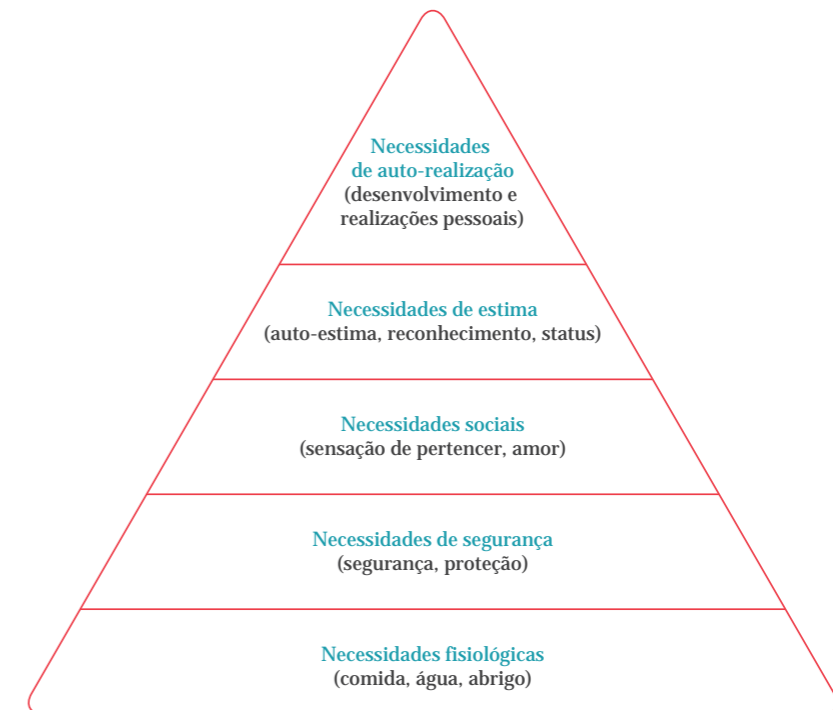 Necessidades
de auto-realização
(desenvolvimento e
realizações pessoais)
Necessidades de estima
(auto-estima, reconhecimento, status)
Necessidades sociais
(sensação de pertencer, amor)
Necessidades de segurança
(segurança, proteção)
Necessidades fisiológicas
(comida, água, abrigo)